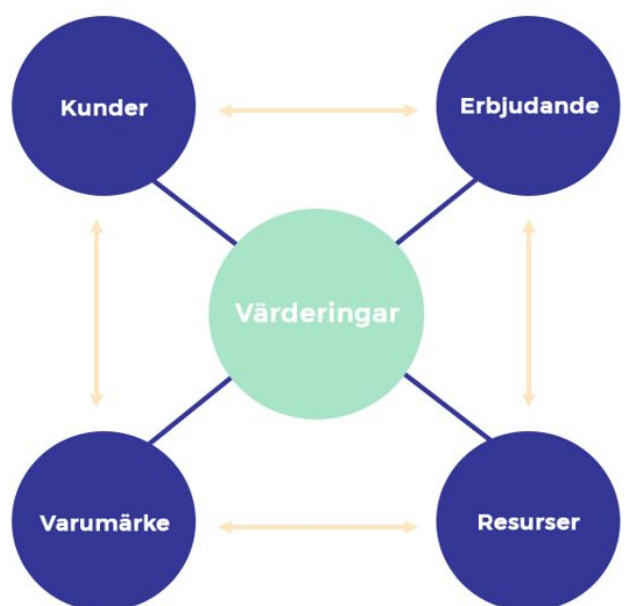 Kunder
Erbjudande
Värderingar
Varumärke
Resurser